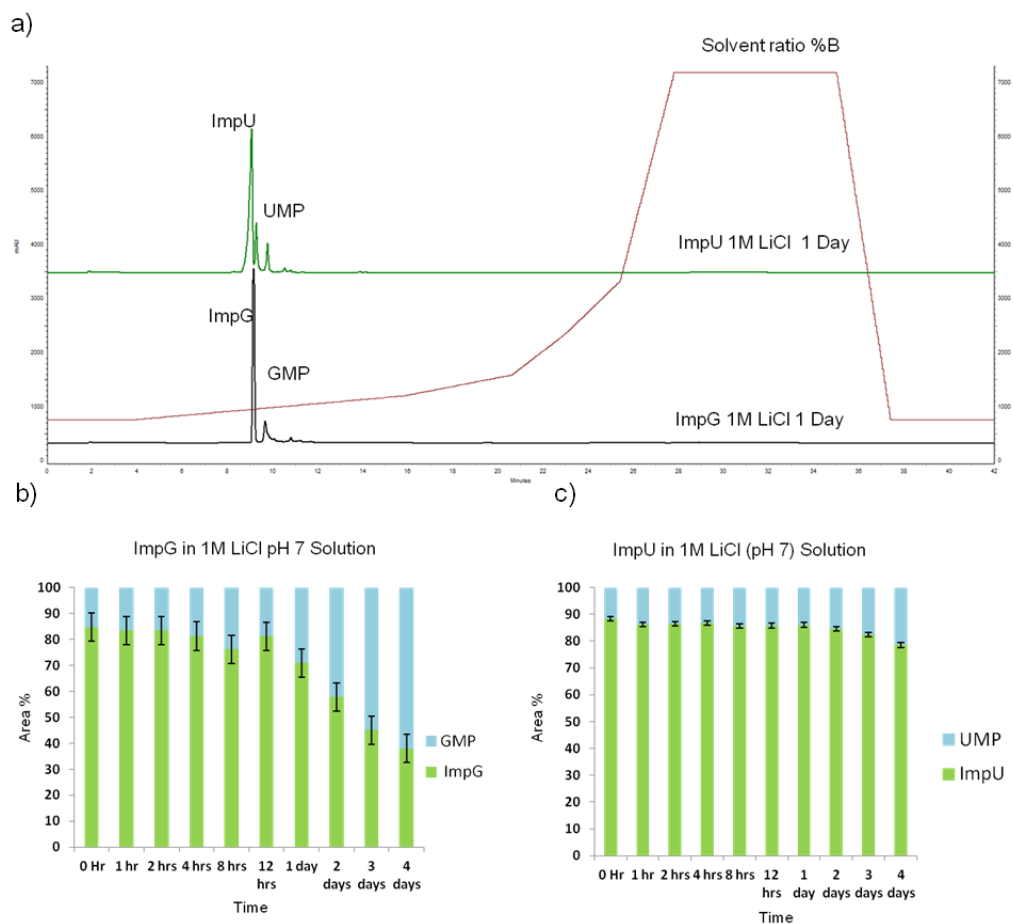 a)
Solvent ratio %B
7000
7000
ImpU
6000
6000
UMP
5000
5000
mAU
4000
ImpU 1M LiCl 1 Day
4000
3000
3000
ImpG
2000
2000
GMP
1000
ImpG 1M LiCl 1 Day
1000
0
0
0 2 4 6 8 10 12 14 16 18 20 22 24 26 28 30 32 34 36 38 40 42
Minutes
b)
ImpG in 1M LiCl pH 7 Solution
100
90
80
70
60
50
40
30
20
10
0
Area %
GMP
ImpG
0 Hr 1 hr 2 hrs 4 hrs 8 hrs 12 hrs 1 day 2 days 3 days 4 days
Time
c)
ImpU in 1M LiCl (pH 7) Solution
100
90
80
70
60
50
40
30
20
10
0
Area %
UMP
ImpU
0 Hr 1 hr 2 hrs 4 hrs 8 hrs 12 hrs 1 day 2 days 3 days 4 days
Time